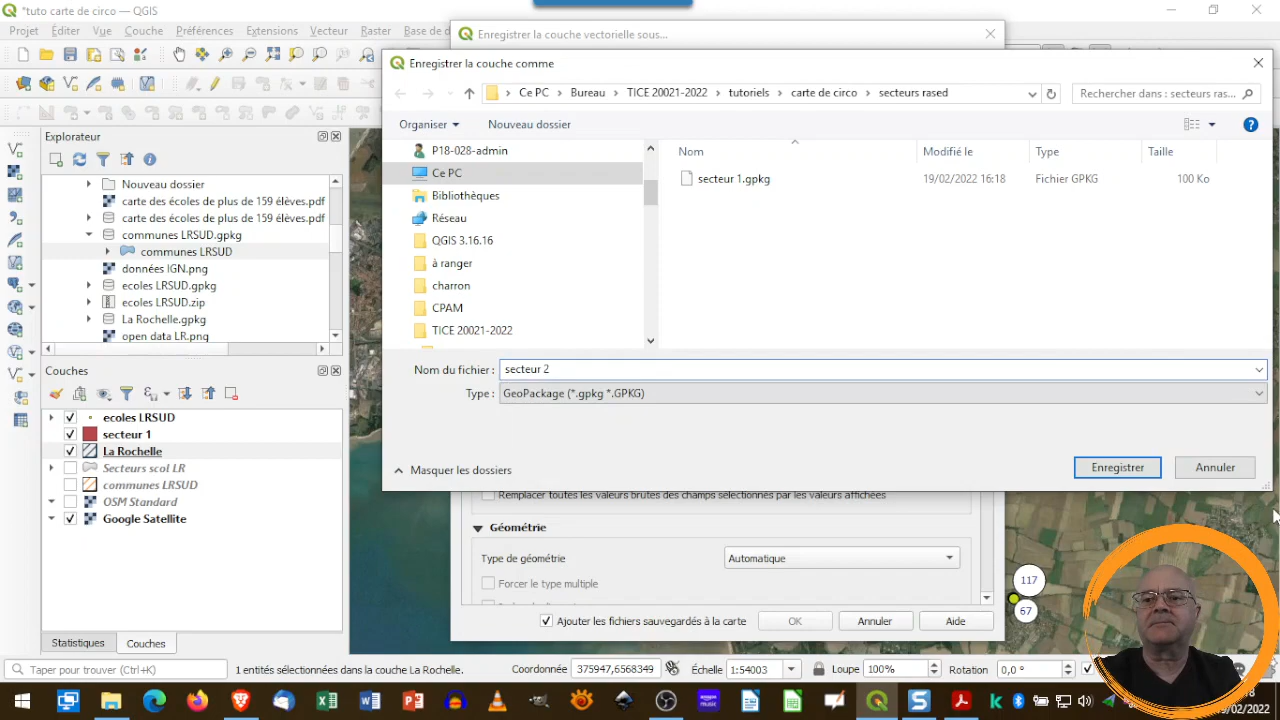 *tuto carte de circo — QGIS
Projet Éditer Vue Couche Préférences Extensions Vecteur Raster Base de d
Enregistrer la couche vectorielle sous...
Enregistrer la couche comme
Ce PC > Bureau > TICE 20021-2022 > tutoriels > carte de circo > secteurs rased
Rechercher dans : secteurs ras...
Organiser
Nouveau dossier
Explorateur
Nouveau dossier
carte des écoles de plus de 159 élèves.pdf
carte des écoles de plus de 159 élèves.pdf
communes LRSUD.gpkg
communes LRSUD
données IGN.png
ecoles LRSUD.gpkg
ecoles LRSUD.zip
La Rochelle.gpkg
open data LR.png
P18-028-admin
Ce PC
Bibliothèques
Réseau
QGIS 3.16.16
à ranger
charron
CPAM
TICE 20021-2022
Nom Modifié le Type Taille
secteur 1.gpkg 19/02/2022 16:18 Fichier GPKG 100 Ko
Nom du fichier : secteur 2
Type : GeoPackage (*.gpkg *.GPKG)
Masquer les dossiers
Enregistrer
Annuler
Couches
ecoles LRSUD
secteur 1
La Rochelle
Secteurs scol LR
communes LRSUD
OSM Standard
Google Satellite
Remplacer toutes les valeurs brutes des champs sélectionnés par les valeurs affichées
Géométrie
Type de géométrie Automatique
Forcer le type multiple
Ajouter les fichiers sauvegardés à la carte
OK
Annuler
Aide
117
67
Statistiques Couches
Taper pour trouver (Ctrl+K)
1 entités sélectionnées dans la couche La Rochelle.
Coordonnée 375947,6568349
Échelle 1:54003
Loupe 100%
Rotation 0,0 °